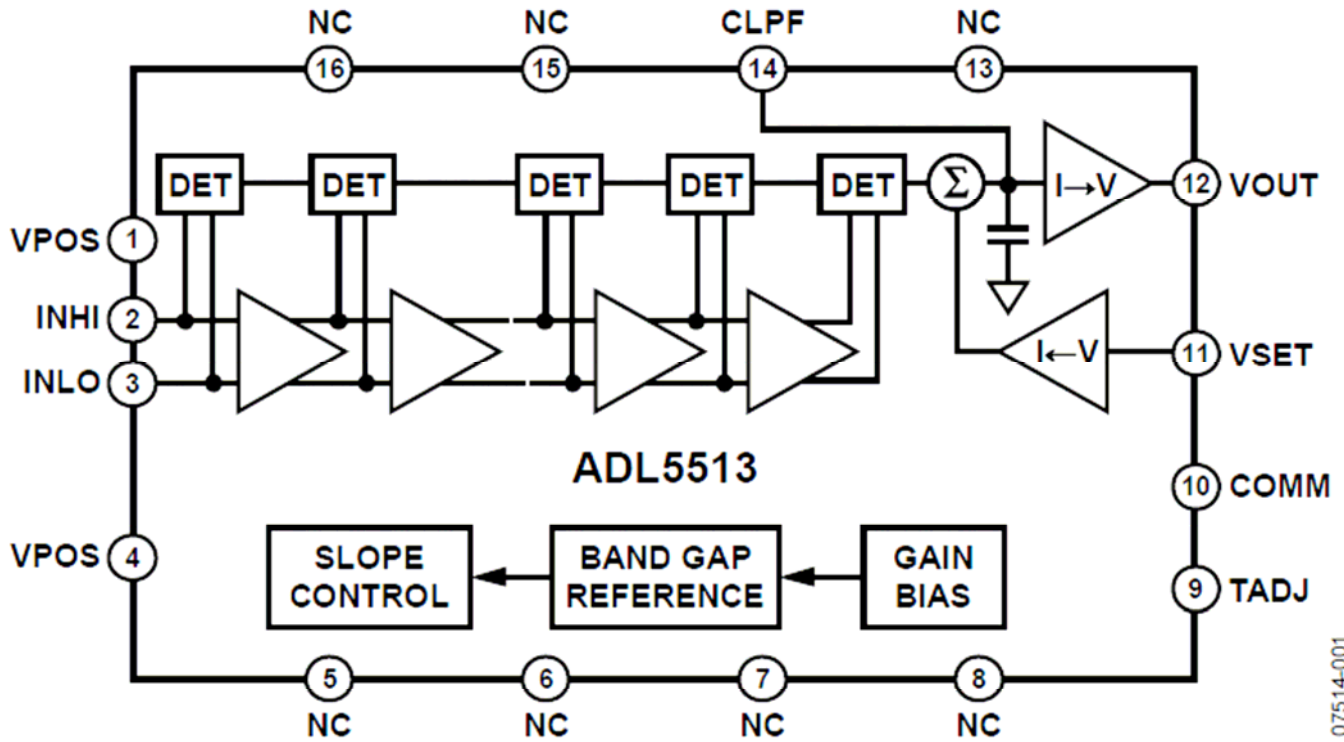 NC NC CLPF NC
16 15 14 13
DET DET DET DET DET Σ I→V 12 VOUT
VPOS 1
INHI 2
INLO 3
I←V 11 VSET
ADL5513
10 COMM
VPOS 4
SLOPE
CONTROL
BAND GAP
REFERENCE
GAIN
BIAS
9 TADJ
5 6 7 8
NC NC NC NC
07514-001